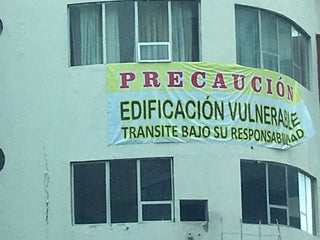 PRECAUCIÓN
EDIFICACIÓN VULNERABLE
TRANSITE BAJO SU RESPONSABILIDAD